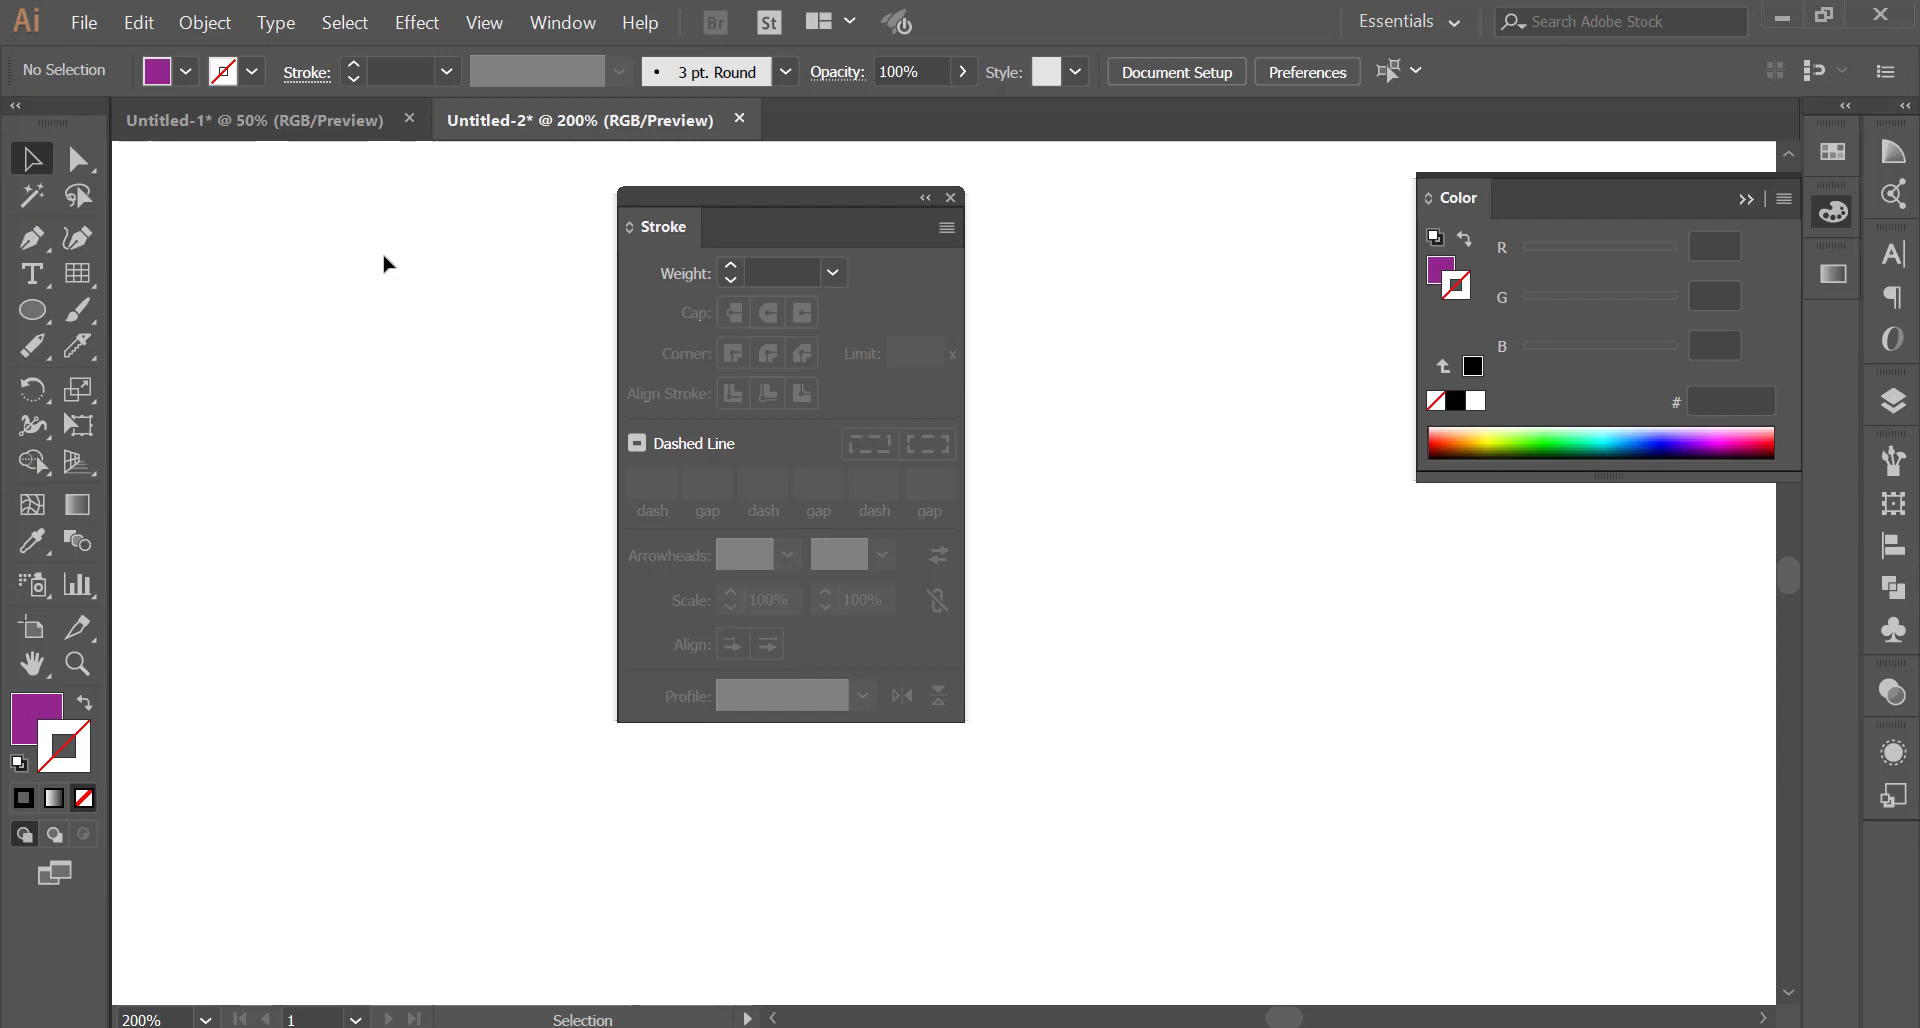 Ai File Edit Object Type Select Effect View Window Help Br St Essentials Search Adobe Stock
No Selection Stroke: 3 pt. Round Opacity: 100% Style: Document Setup Preferences
Untitled-1* @ 50% (RGB/Preview) Untitled-2* @ 200% (RGB/Preview)
Stroke
Weight:
Cap:
Corner: Limit: x
Align Stroke:
Dashed Line
dash gap dash gap dash gap
Arrowheads:
Scale: 100% 100%
Align:
Profile:
Color
R
G
B
#
200% 1 Selection